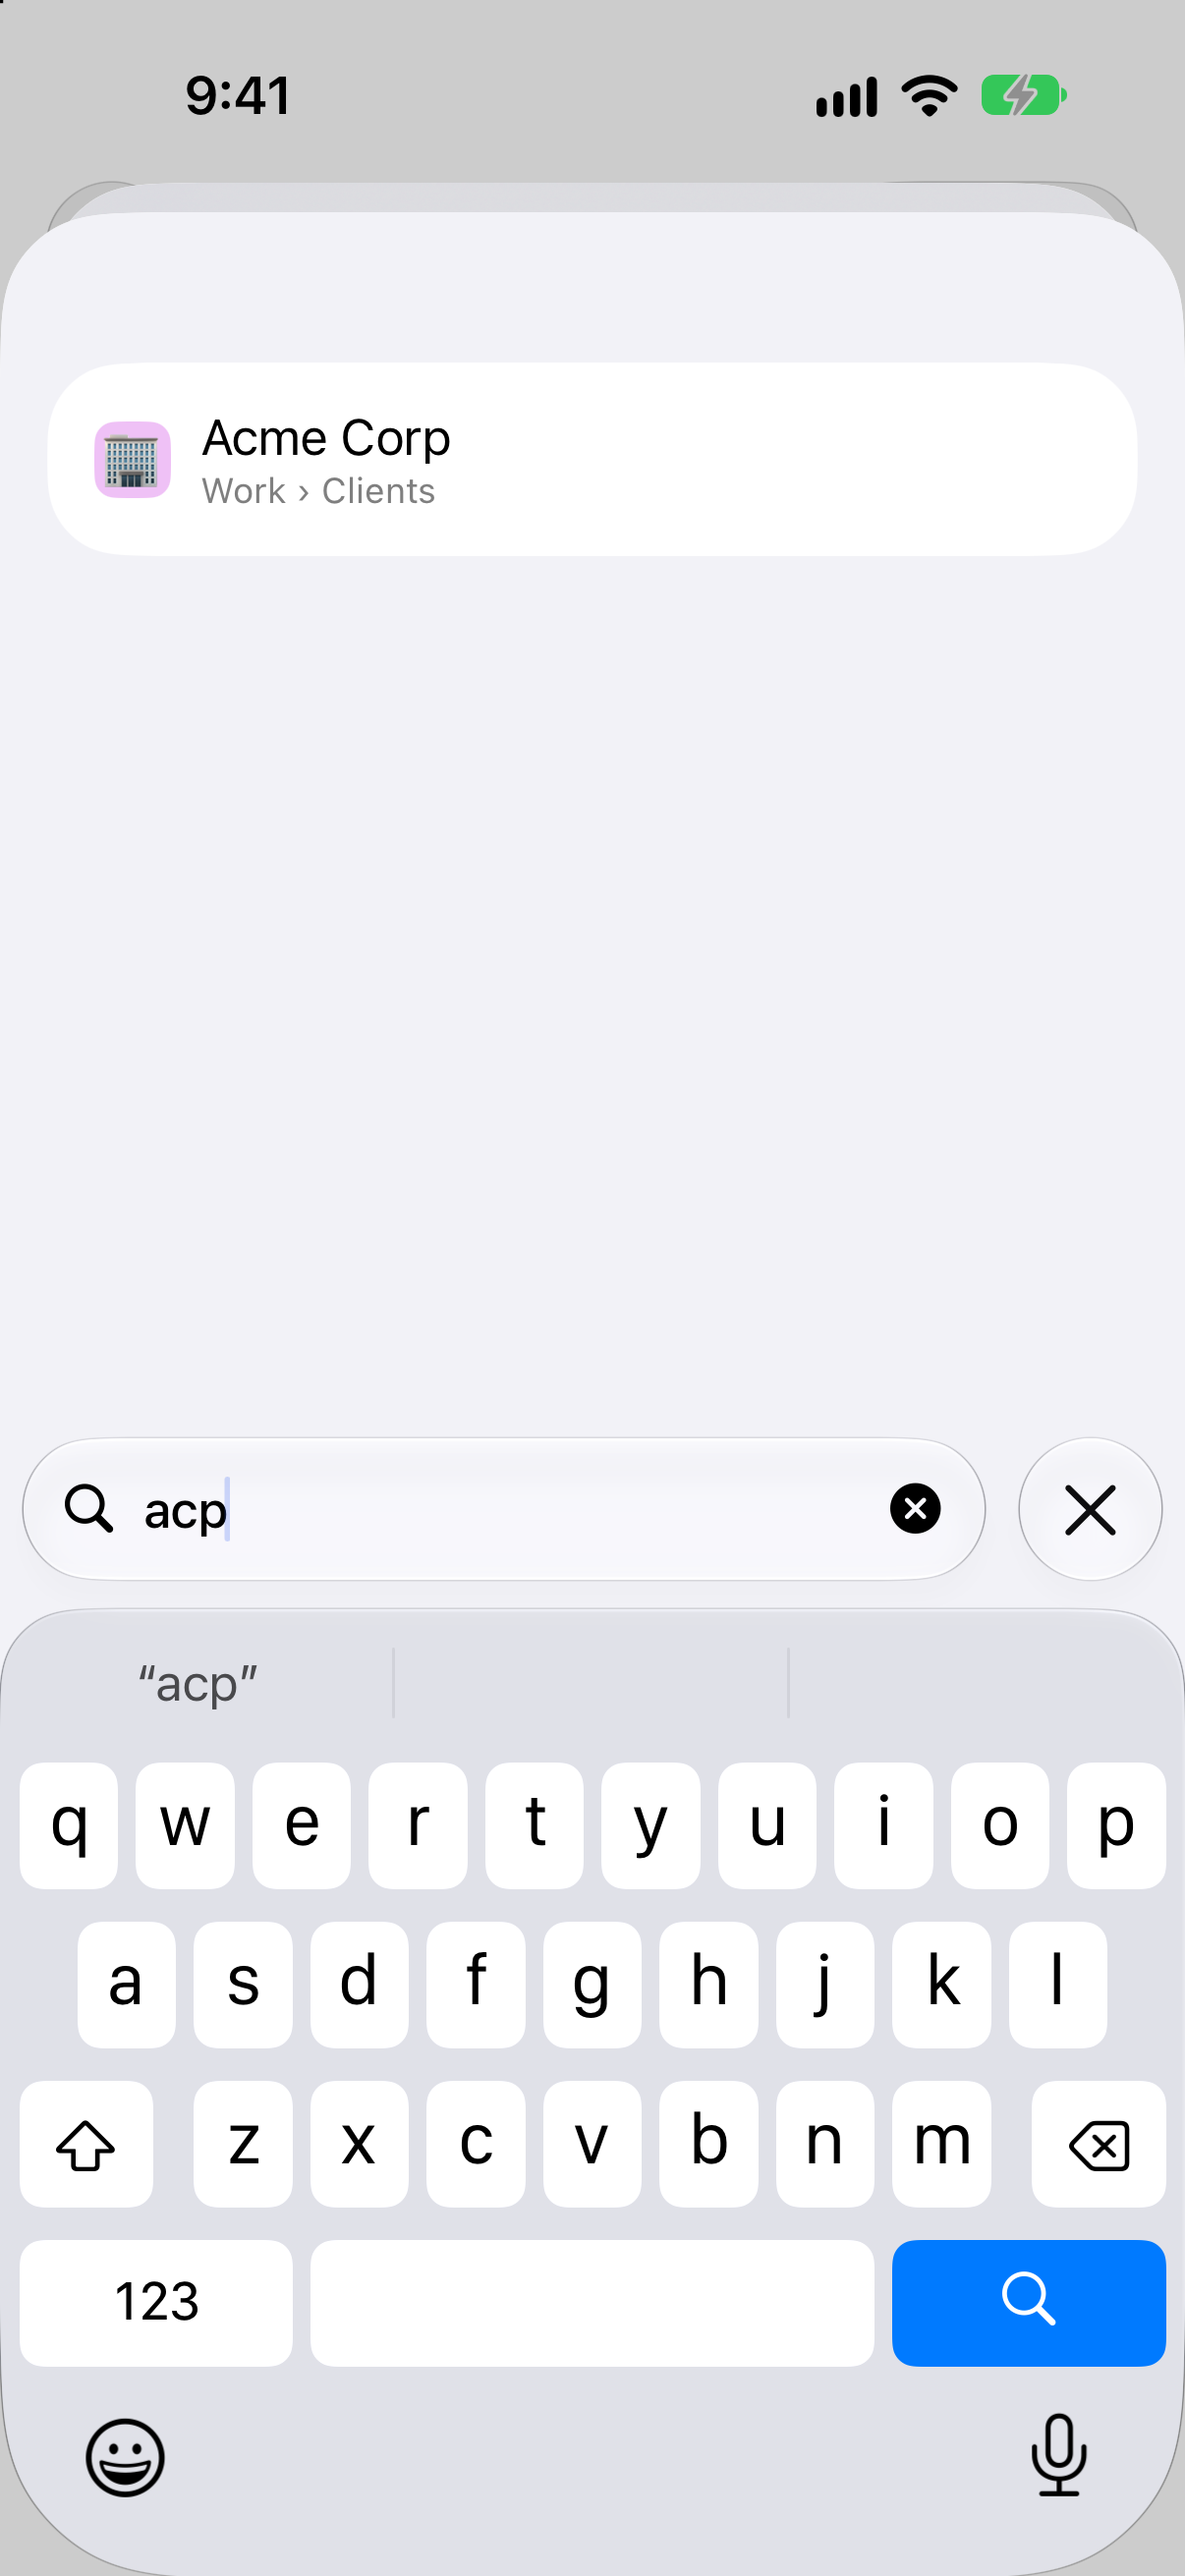 9:41
Acme Corp
Work › Clients
acp
“acp”
q w e r t y u i o p
a s d f g h j k l
z x c v b n m
123